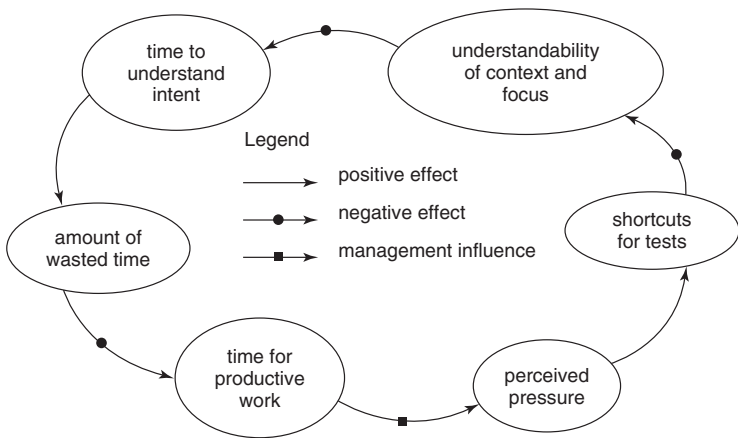 time to
understand
intent
understandability
of context and
focus
Legend
positive effect
negative effect
management influence
shortcuts
for tests
amount of
wasted time
time for
productive
work
perceived
pressure